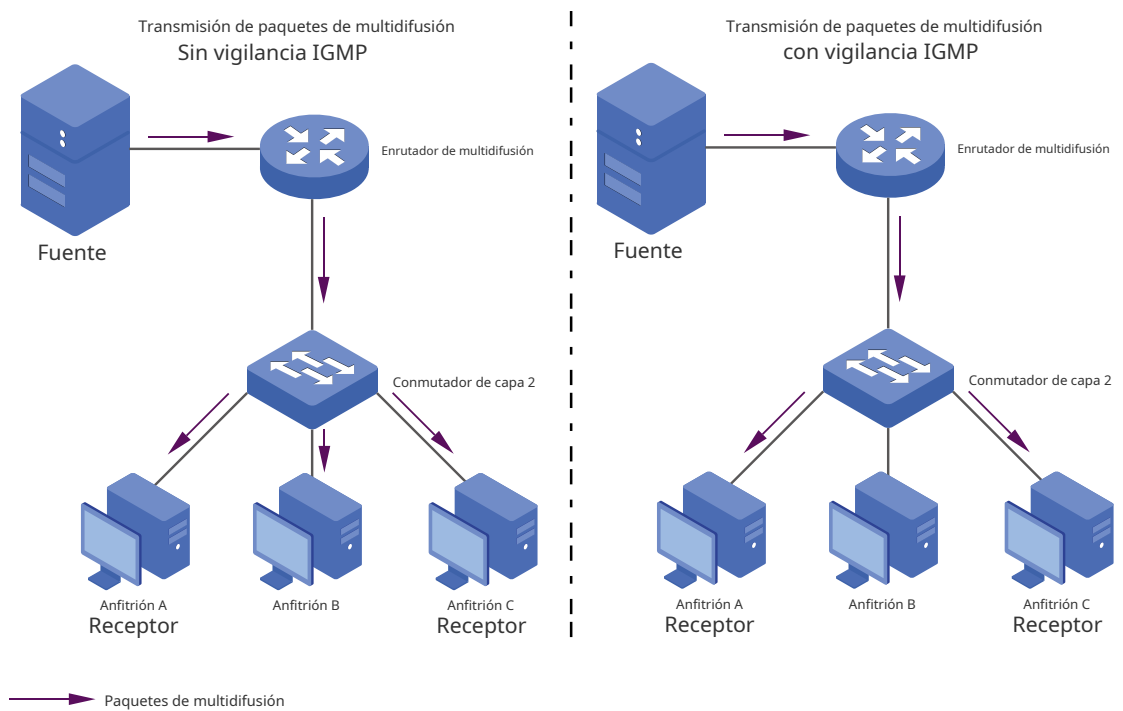 Transmisión de paquetes de multidifusión
Sin vigilancia IGMP
Enrutador de multidifusión
Fuente
Conmutador de capa 2
Anfitrión A
Receptor
Anfitrión B
Anfitrión C
Receptor
Transmisión de paquetes de multidifusión
con vigilancia IGMP
Enrutador de multidifusión
Fuente
Conmutador de capa 2
Anfitrión A
Receptor
Anfitrión B
Anfitrión C
Receptor
Paquetes de multidifusión